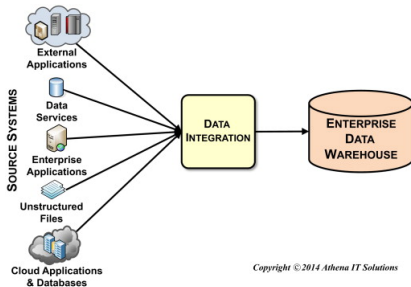 SOURCE SYSTEMS
External
Applications
Data
Services
Enterprise
Applications
Unstructured
Files
Cloud Applications
& Databases
DATA
INTEGRATION
ENTERPRISE
DATA
WAREHOUSE
Copyright ©2014 Athena IT Solutions